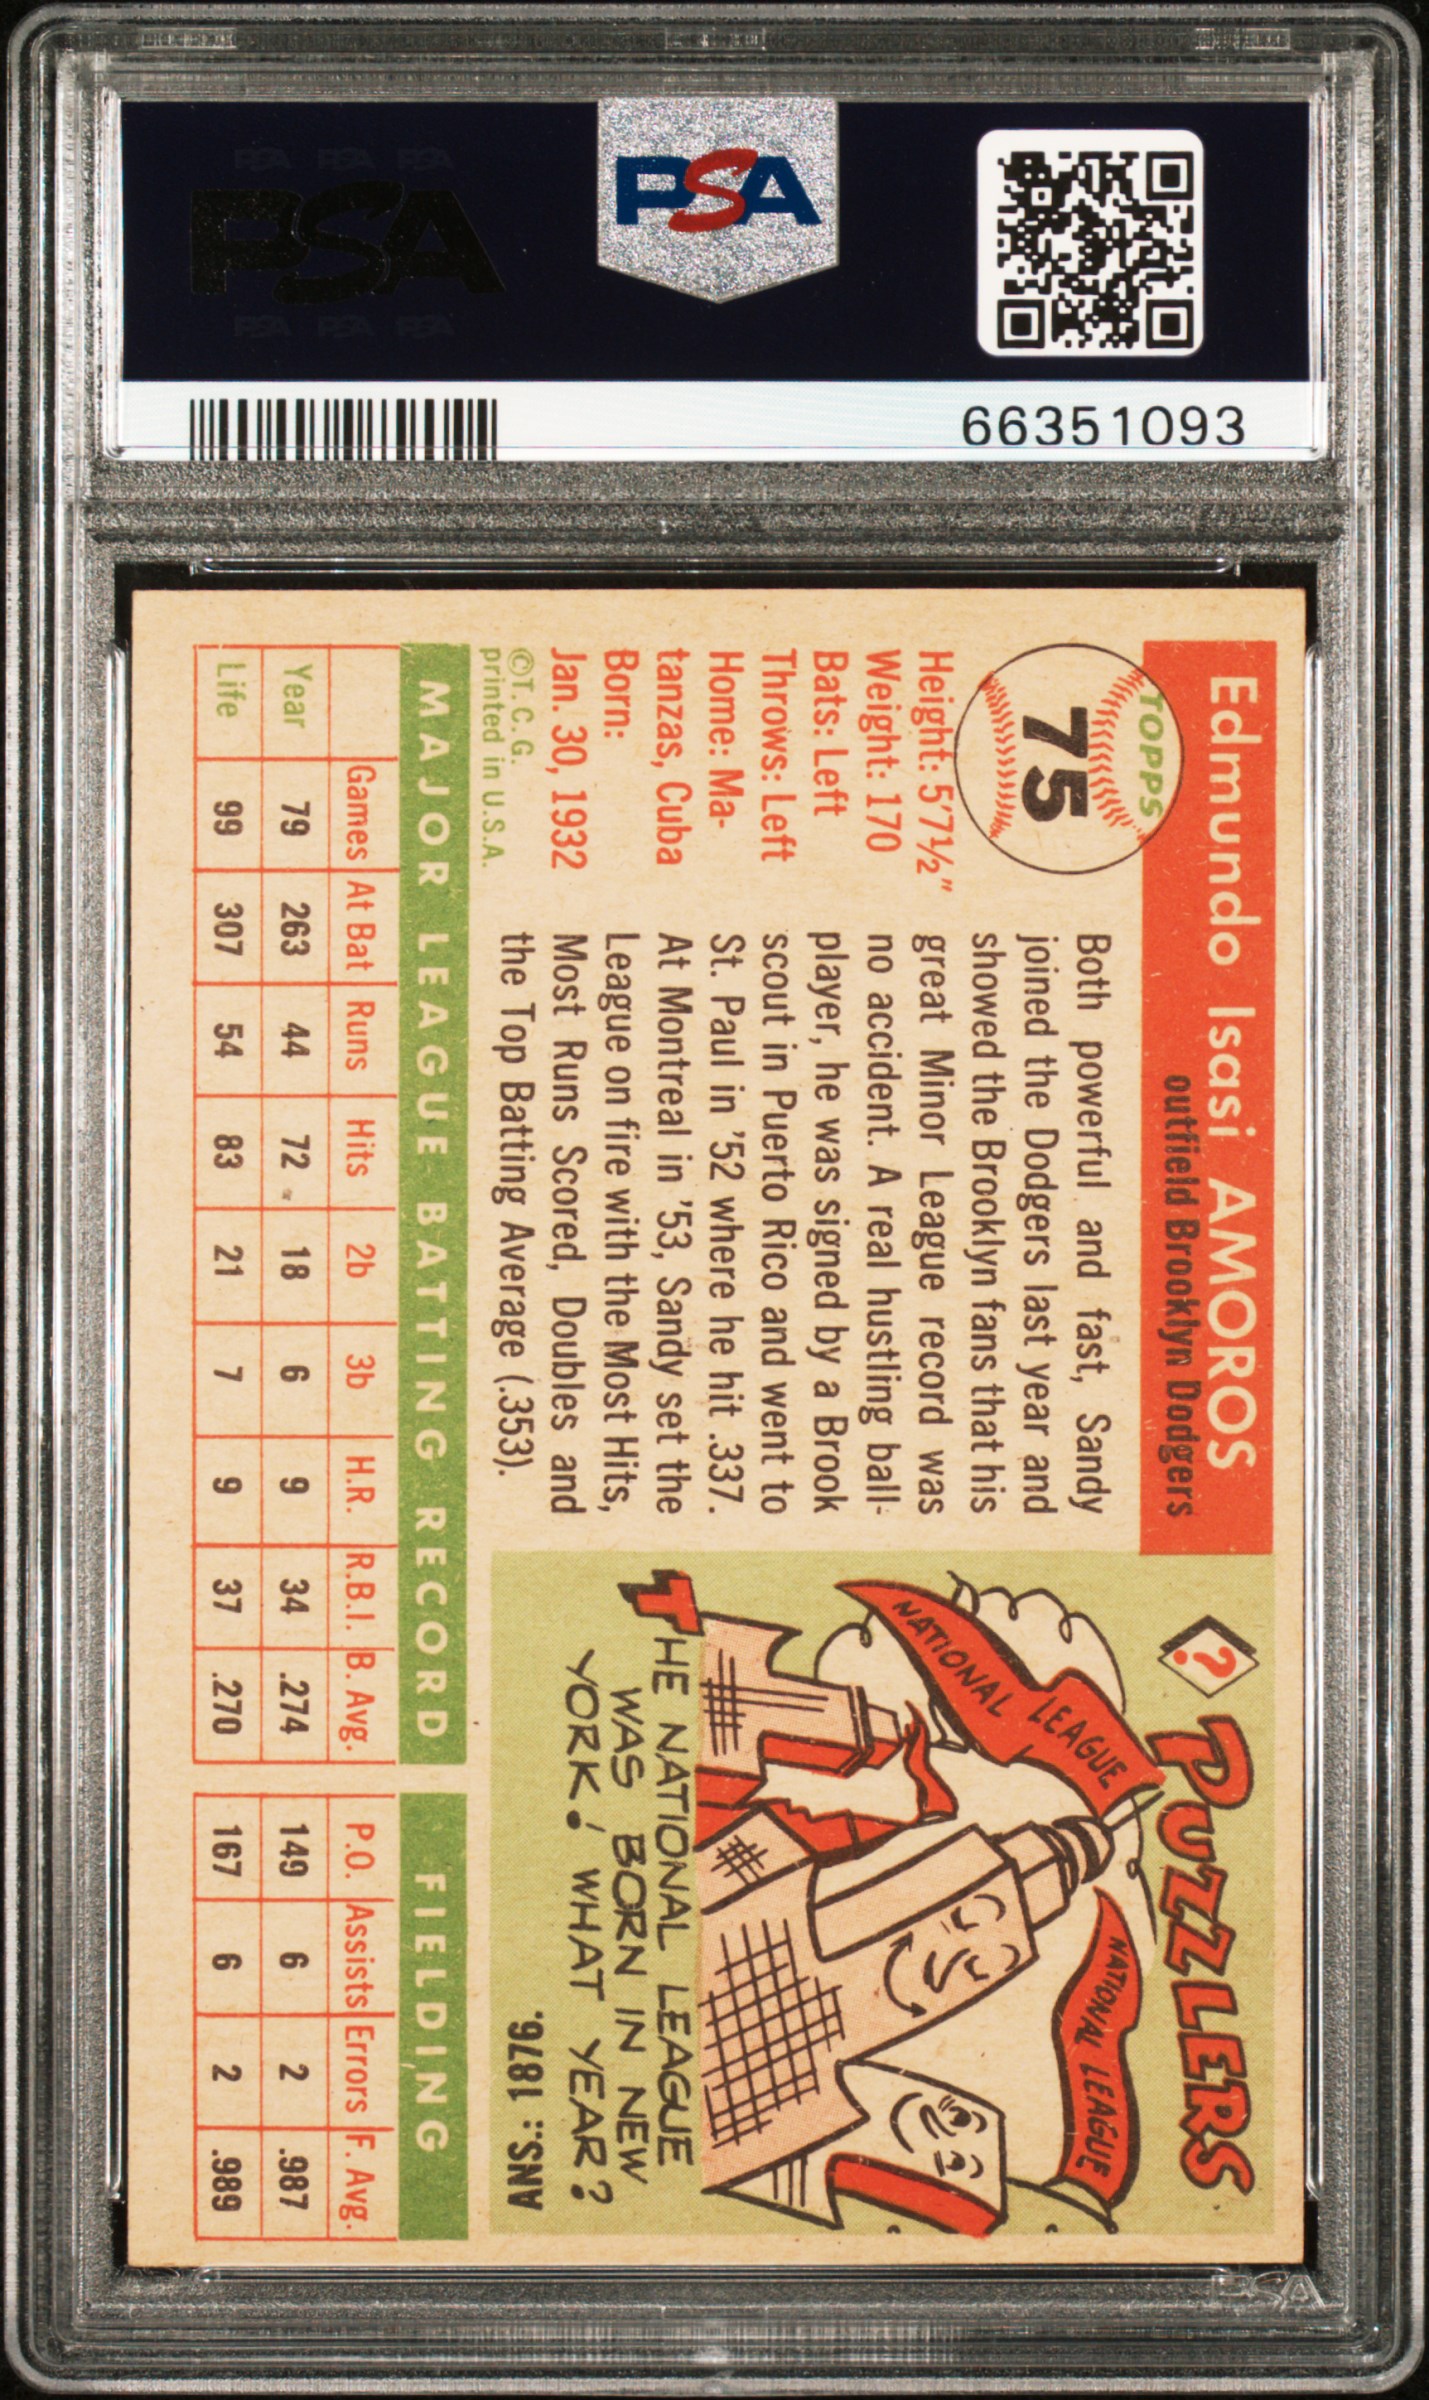 PSA PSA PSA
PSA
PSA PSA PSA
PSA
66351093
Edmundo Isasi AMOROS
outfield Brooklyn Dodgers
TOPPS
75
Height: 5'7½"
Weight: 170
Bats: Left
Throws: Left
Home: Ma-
tanzas, Cuba
Born:
Jan. 30, 1932
©T. C. G.
printed in U.S.A.
Both powerful and fast, Sandy
joined the Dodgers last year and
showed the Brooklyn fans that his
great Minor League record was
no accident. A real hustling ball-
player, he was signed by a Brook
scout in Puerto Rico and went to
St. Paul in '52 where he hit .337.
At Montreal in '53, Sandy set the
League on fire with the Most Hits,
Most Runs Scored, Doubles and
the Top Batting Average (.353).
? PUZZLERS
NATIONAL LEAGUE
NATIONAL LEAGUE
THE NATIONAL LEAGUE
WAS BORN IN NEW
YORK! WHAT YEAR?
ANS.: 1876.
MAJOR LEAGUE BATTING RECORD FIELDING
Games At Bat Runs Hits 2b 3b H.R. R.B.I. B. Avg. P.O. Assists Errors F. Avg.
Year 79 263 44 72 18 6 9 34 .274 149 6 2 .987
Life 99 307 54 83 21 7 9 37 .270 167 6 2 .989
PSA